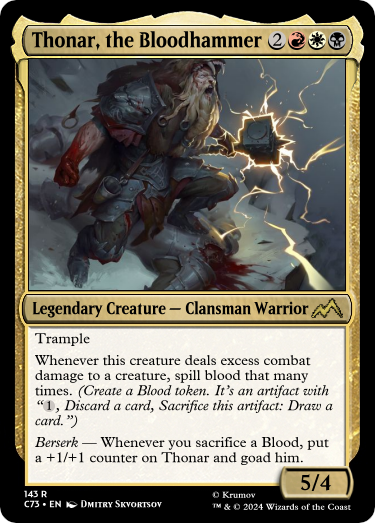 Thonar, the Bloodhammer 2
Legendary Creature — Clansman Warrior
Trample
Whenever this creature deals excess combat
damage to a creature, spill blood that many
times. (Create a Blood token. It's an artifact with
“1, Discard a card, Sacrifice this artifact: Draw a
card.”)
Berserk — Whenever you sacrifice a Blood, put
a +1/+1 counter on Thonar and goad him.
5/4
143 R
C73 • EN Dmitry Skvortsov
© Krumov
™ & © 2024 Wizards of the Coast